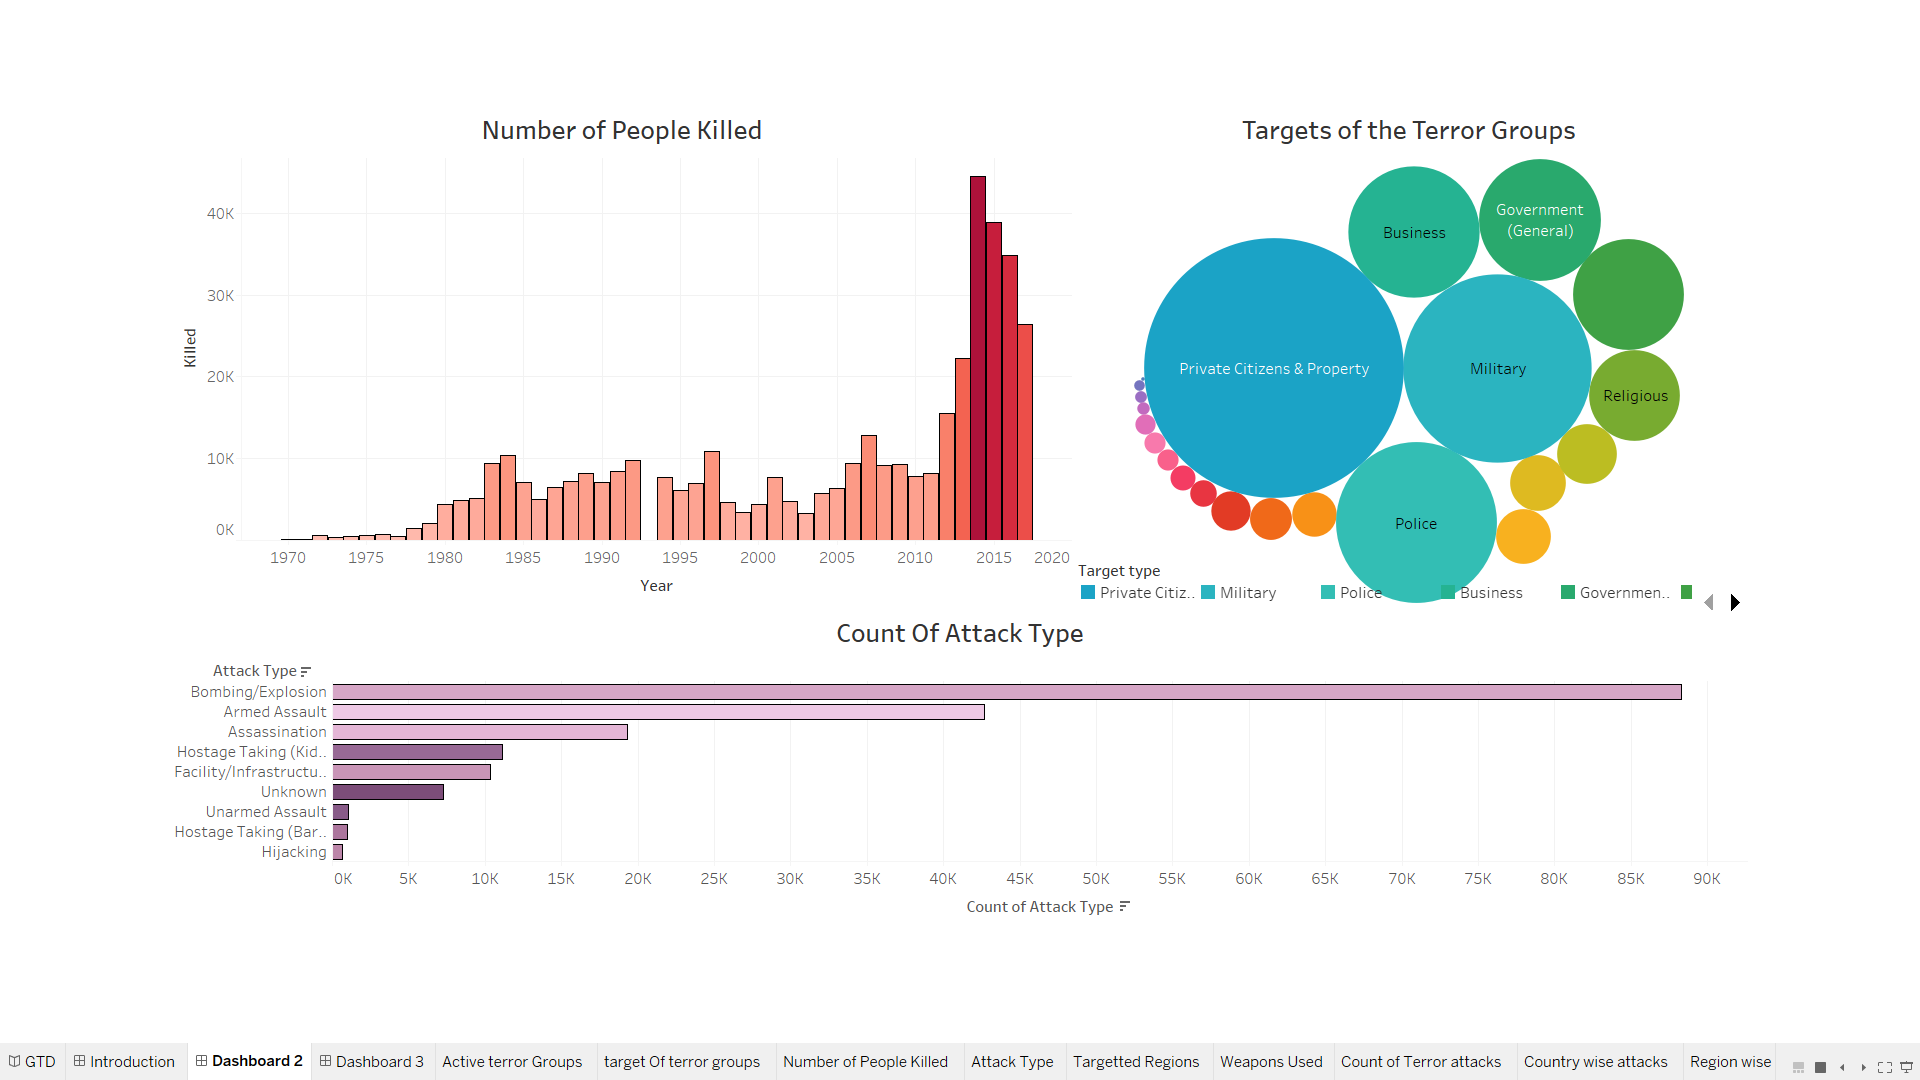 Number of People Killed
Killed
40K
30K
20K
10K
0K
1970 1975 1980 1985 1990 1995 2000 2005 2010 2015 2020
Year
Targets of the Terror Groups
Business
Government
(General)
Private Citizens & Property
Military
Religious
Police
Target type
Private Citiz.. Military Police Business Governmen..
Count Of Attack Type
Attack Type
Bombing/Explosion
Armed Assault
Assassination
Hostage Taking (Kid..
Facility/Infrastructu..
Unknown
Unarmed Assault
Hostage Taking (Bar..
Hijacking
0K 5K 10K 15K 20K 25K 30K 35K 40K 45K 50K 55K 60K 65K 70K 75K 80K 85K 90K
Count of Attack Type
GTD Introduction Dashboard 2 Dashboard 3 Active terror Groups target Of terror groups Number of People Killed Attack Type Targetted Regions Weapons Used Count of Terror attacks Country wise attacks Region wise